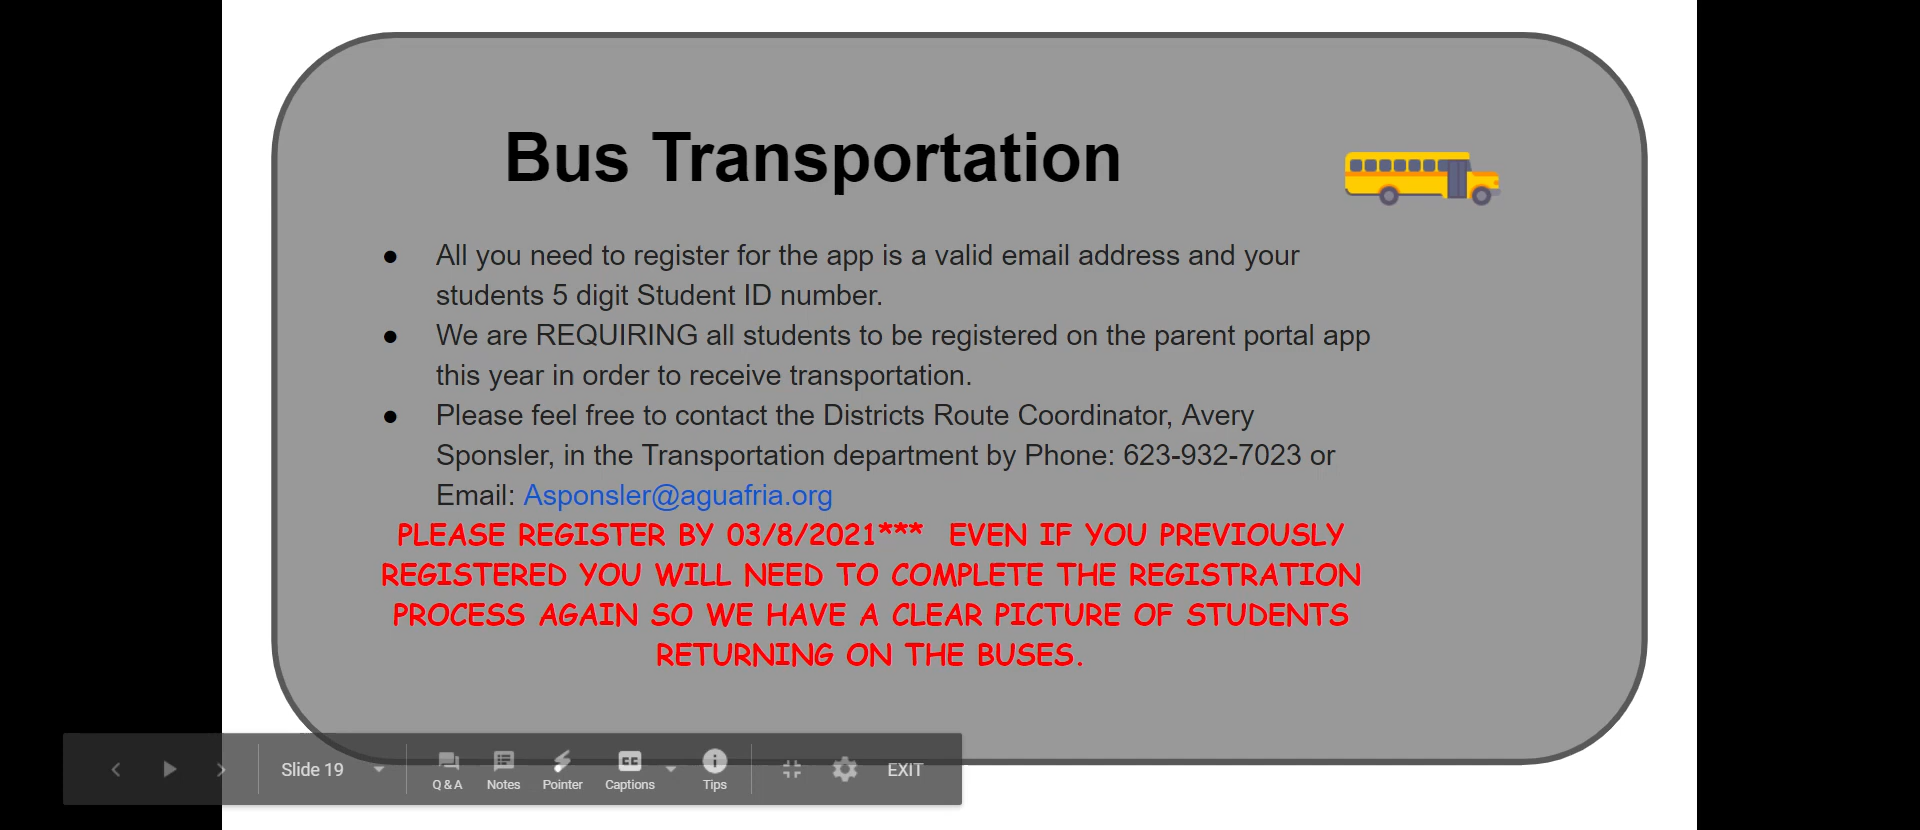 Bus Transportation
● All you need to register for the app is a valid email address and your
students 5 digit Student ID number.
● We are REQUIRING all students to be registered on the parent portal app
this year in order to receive transportation.
● Please feel free to contact the Districts Route Coordinator, Avery
Sponsler, in the Transportation department by Phone: 623-932-7023 or
Email: Asponsler@aguafria.org
PLEASE REGISTER BY 03/8/2021*** EVEN IF YOU PREVIOUSLY
REGISTERED YOU WILL NEED TO COMPLETE THE REGISTRATION
PROCESS AGAIN SO WE HAVE A CLEAR PICTURE OF STUDENTS
RETURNING ON THE BUSES.
Slide 19
Q & A Notes Pointer CC Captions Tips EXIT